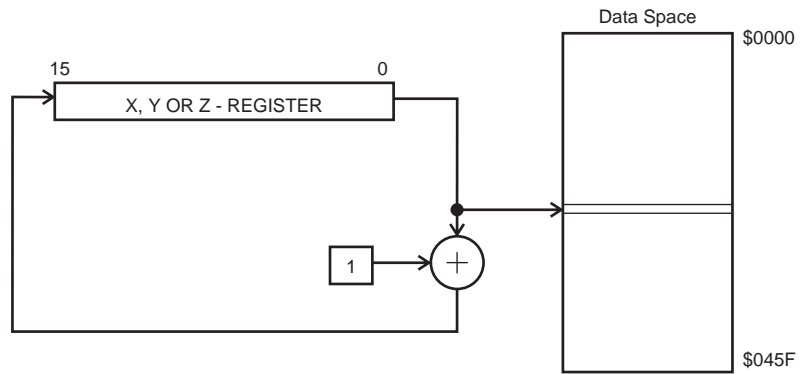 Data Space
$0000
15
0
X, Y OR Z - REGISTER
1
+
$045F